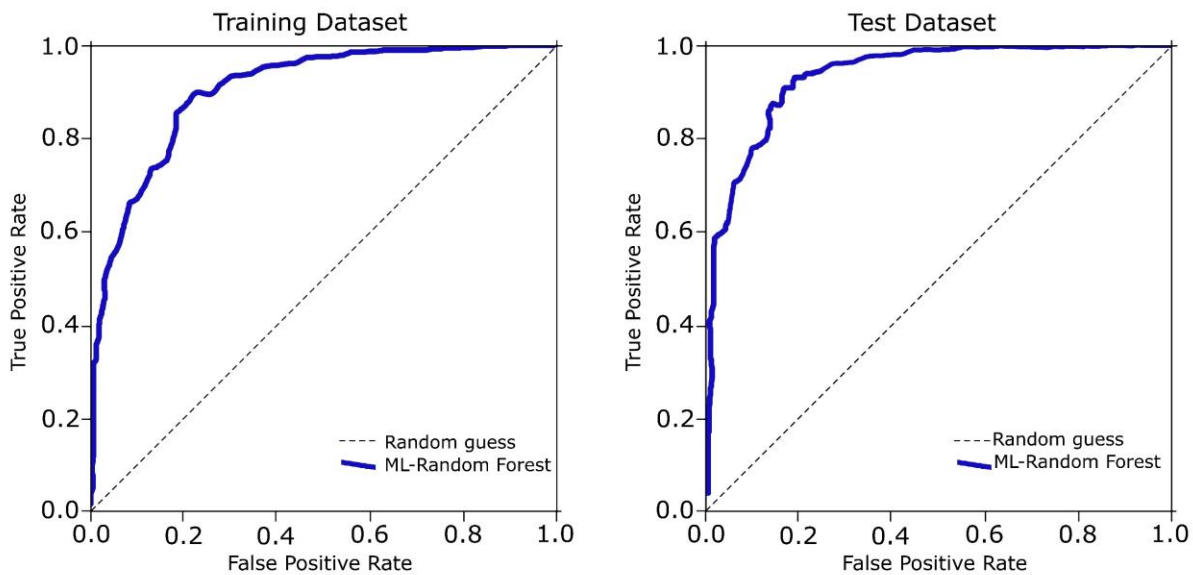 Training Dataset
True Positive Rate
1.0
0.8
0.6
0.4
0.2
0.0
Random guess
ML-Random Forest
0.0 0.2 0.4 0.6 0.8 1.0
False Positive Rate
Test Dataset
True Positive Rate
1.0
0.8
0.6
0.4
0.2
0.0
Random guess
ML-Random Forest
0.0 0.2 0.4 0.6 0.8 1.0
False Positive Rate